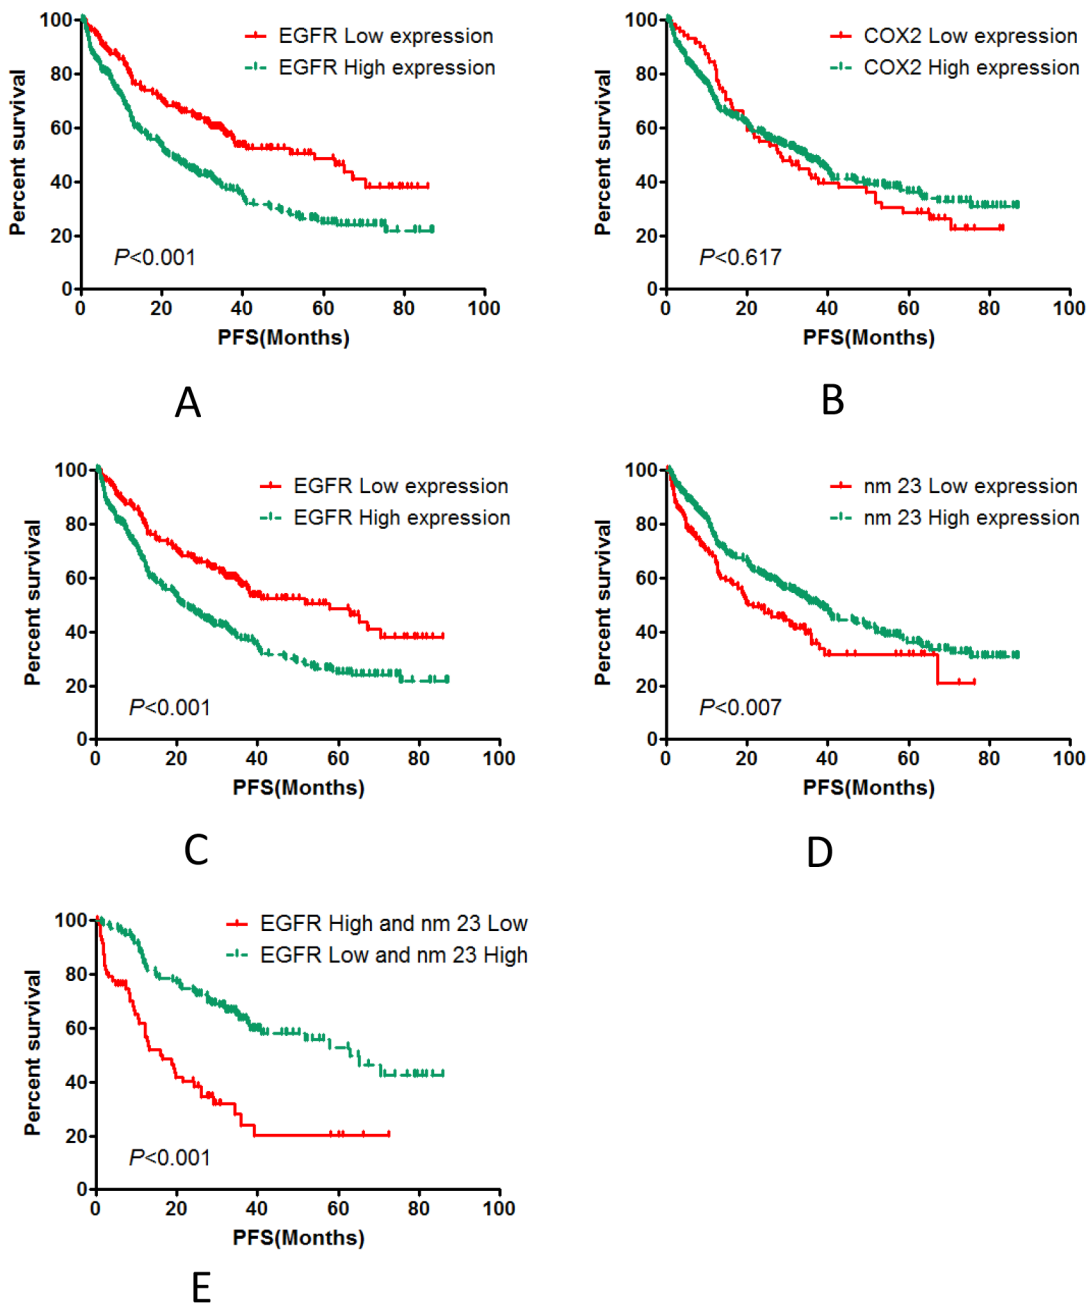 100
80
60
40
20
0
Percent survival
EGFR Low expression
EGFR High expression
P<0.001
0 20 40 60 80 100
PFS(Months)
A
100
80
60
40
20
0
Percent survival
COX2 Low expression
COX2 High expression
P<0.617
0 20 40 60 80 100
PFS(Months)
B
100
80
60
40
20
0
Percent survival
EGFR Low expression
EGFR High expression
P<0.001
0 20 40 60 80 100
PFS(Months)
C
100
80
60
40
20
0
Percent survival
nm 23 Low expression
nm 23 High expression
P<0.007
0 20 40 60 80 100
PFS(Months)
D
100
80
60
40
20
0
Percent survival
EGFR High and nm 23 Low
EGFR Low and nm 23 High
P<0.001
0 20 40 60 80 100
PFS(Months)
E